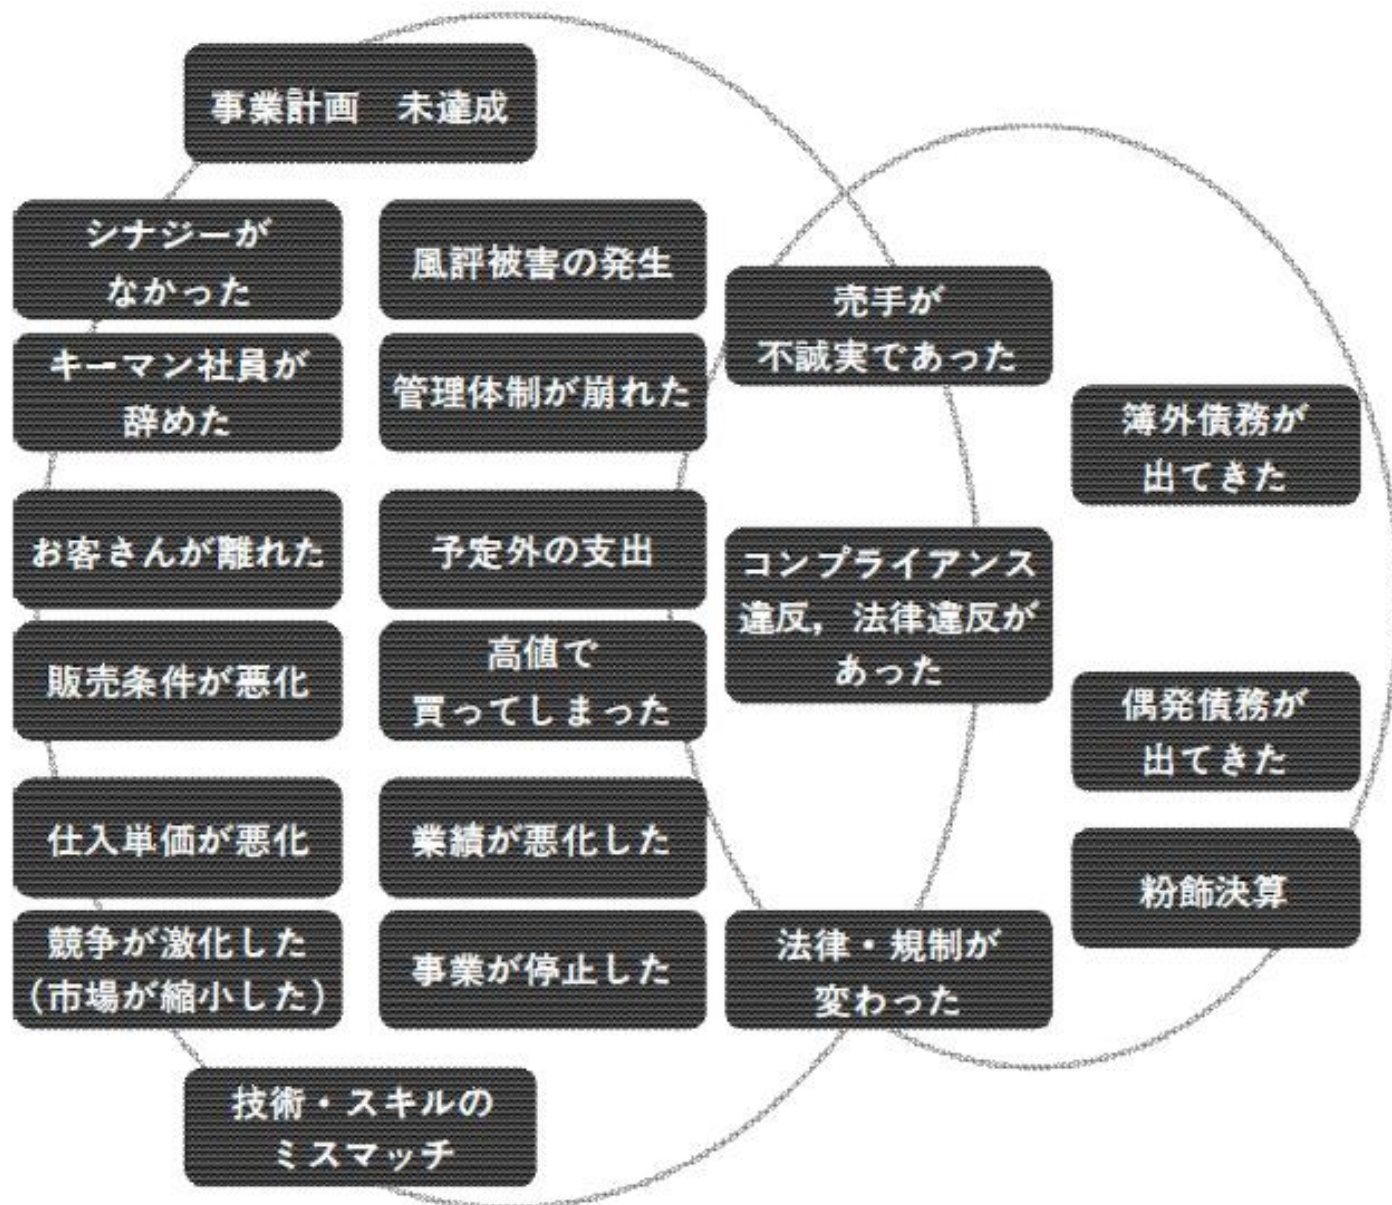 事業計画　未達成
シナジーが
なかった
キーマン社員が
辞めた
お客さんが離れた
販売条件が悪化
仕入単価が悪化
競争が激化した
（市場が縮小した）
技術・スキルの
ミスマッチ
風評被害の発生
管理体制が崩れた
予定外の支出
高値で
買ってしまった
業績が悪化した
事業が停止した
売手が
不誠実であった
コンプライアンス
違反，法律違反が
あった
法律・規制が
変わった
簿外債務が
出てきた
偶発債務が
出てきた
粉飾決算